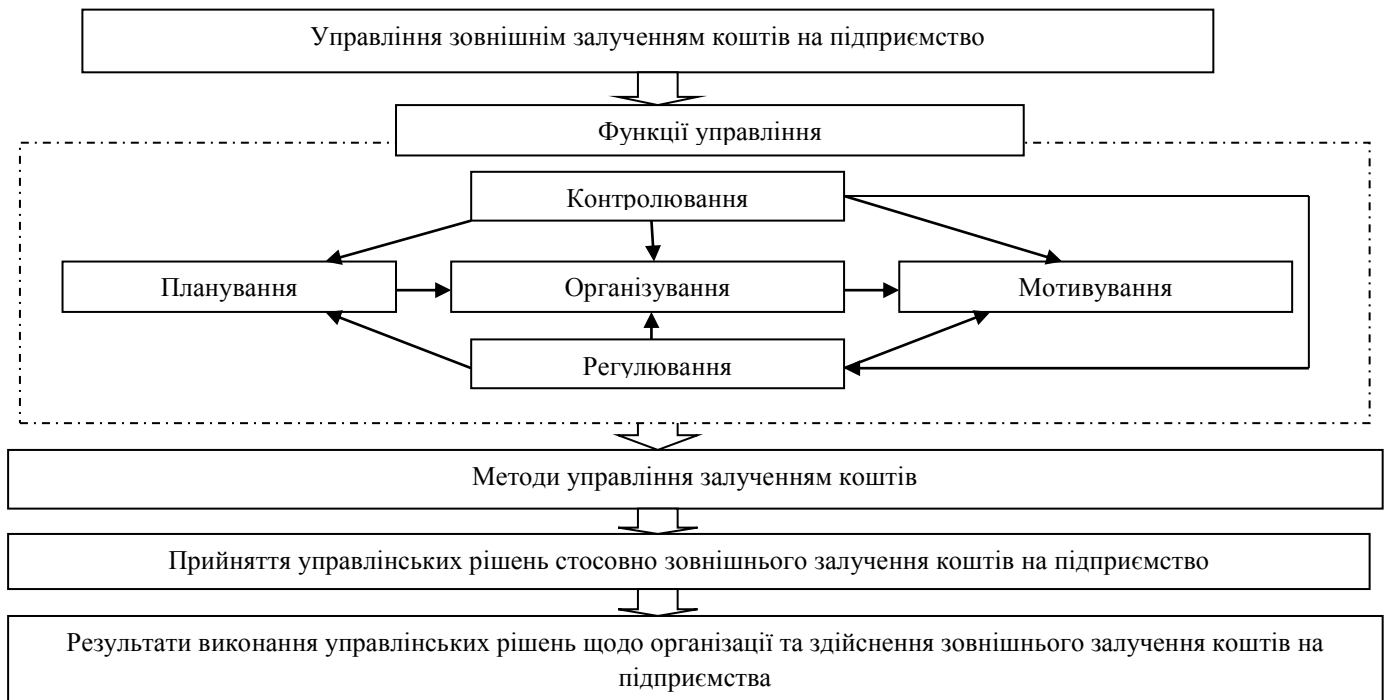 Управління зовнішнім залученням коштів на підприємство
Функції управління
Контролювання
Планування
Організування
Мотивування
Регулювання
Методи управління залученням коштів
Прийняття управлінських рішень стосовно зовнішнього залучення коштів на підприємство
Результати виконання управлінських рішень щодо організації та здійснення зовнішнього залучення коштів на
підприємства